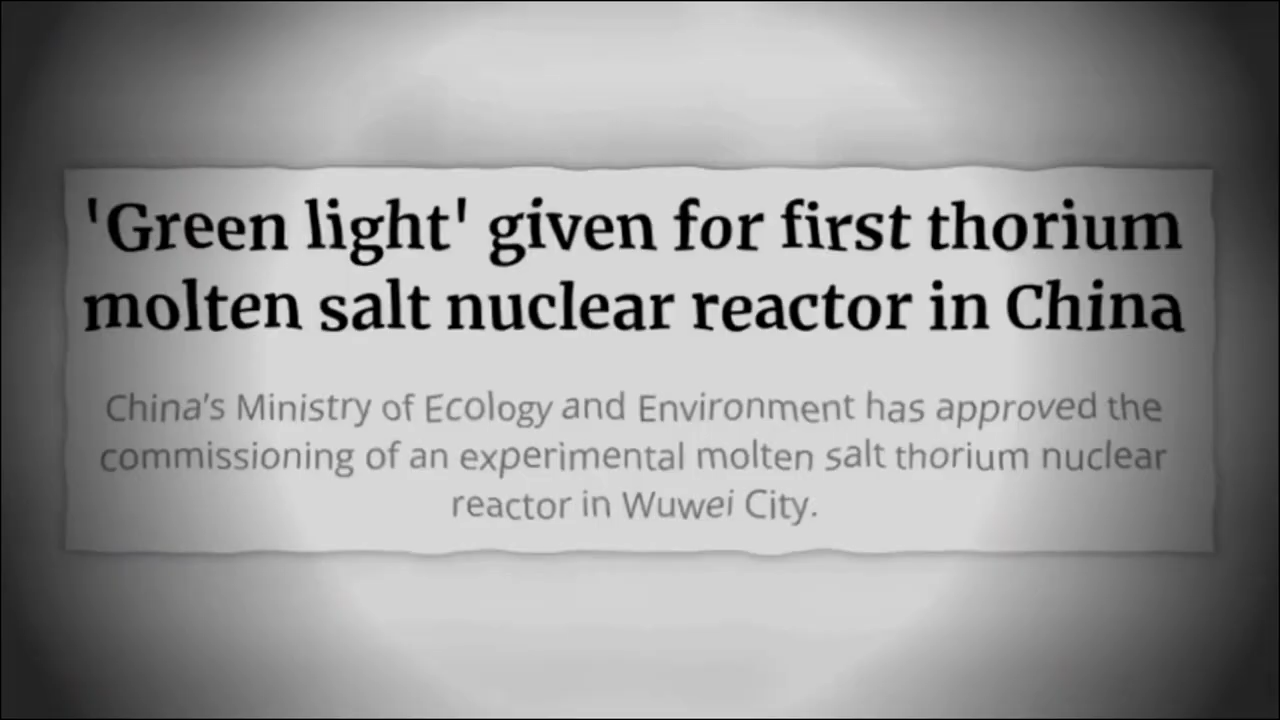 'Green light' given for first thorium
molten salt nuclear reactor in China
China's Ministry of Ecology and Environment has approved the
commissioning of an experimental molten salt thorium nuclear
reactor in Wuwei City.